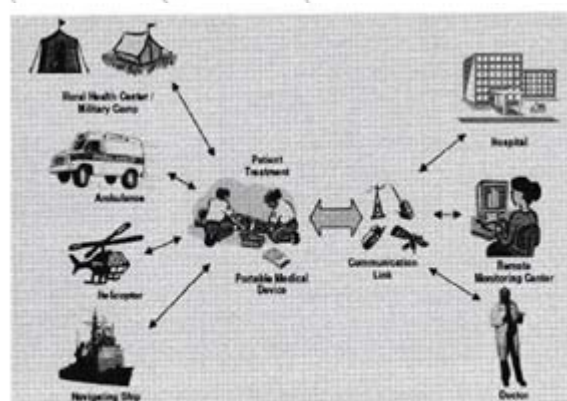 Rural Health Center /
Military Camp
Hospital
Patient
Treatment
Ambulance
Helicopter
Portable Medical
Device
Communication
Link
Remote
Monitoring Center
Navigating Ship
Doctor